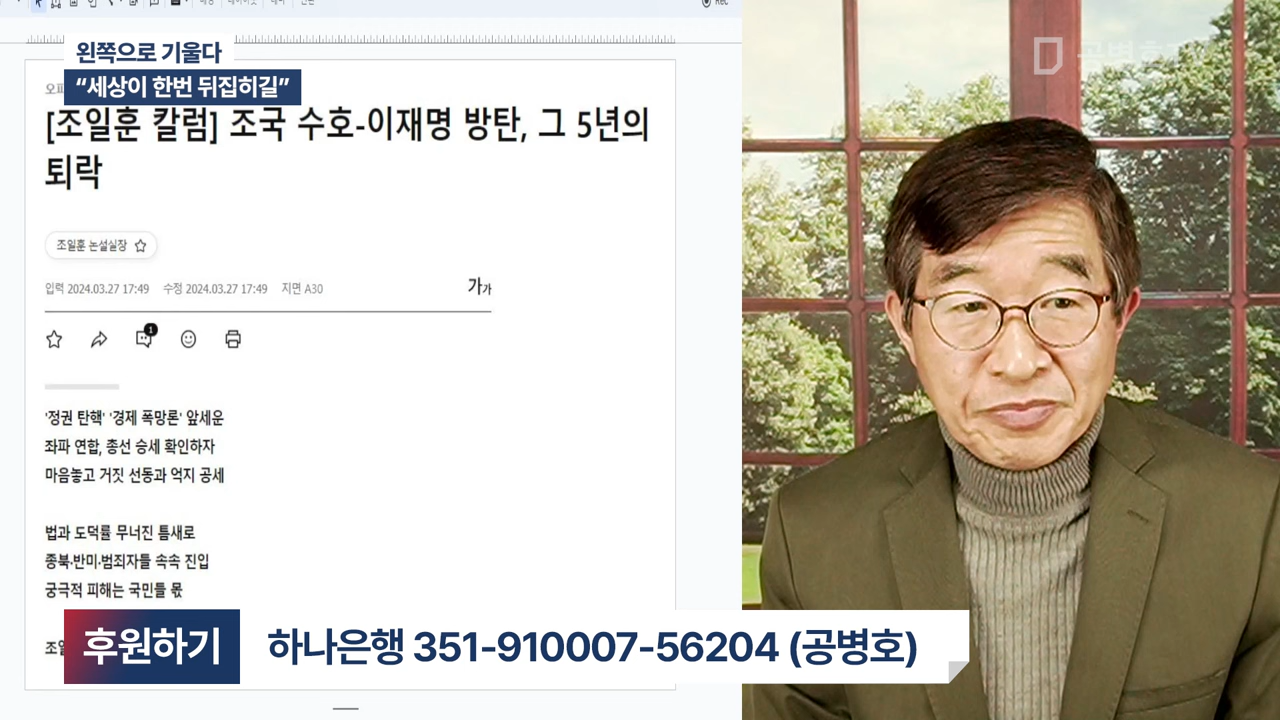 Rec
왼쪽으로 기울다
“세상이 한번 뒤집히길”
공병호
[조일훈 칼럼] 조국 수호-이재명 방탄, 그 5년의
퇴락
조일훈 논설실장
입력 2024.03.27 17:49 수정 2024.03.27 17:49 지면 A30
가가
1
'정권 탄핵' '경제 폭망론' 앞세운
좌파 연합, 총선 승세 확인하자
마음놓고 거짓 선동과 억지 공세
법과 도덕률 무너진 틈새로
종북·반미·범죄자들 속속 진입
궁극적 피해는 국민들 몫
후원하기
하나은행 351-910007-56204 (공병호)